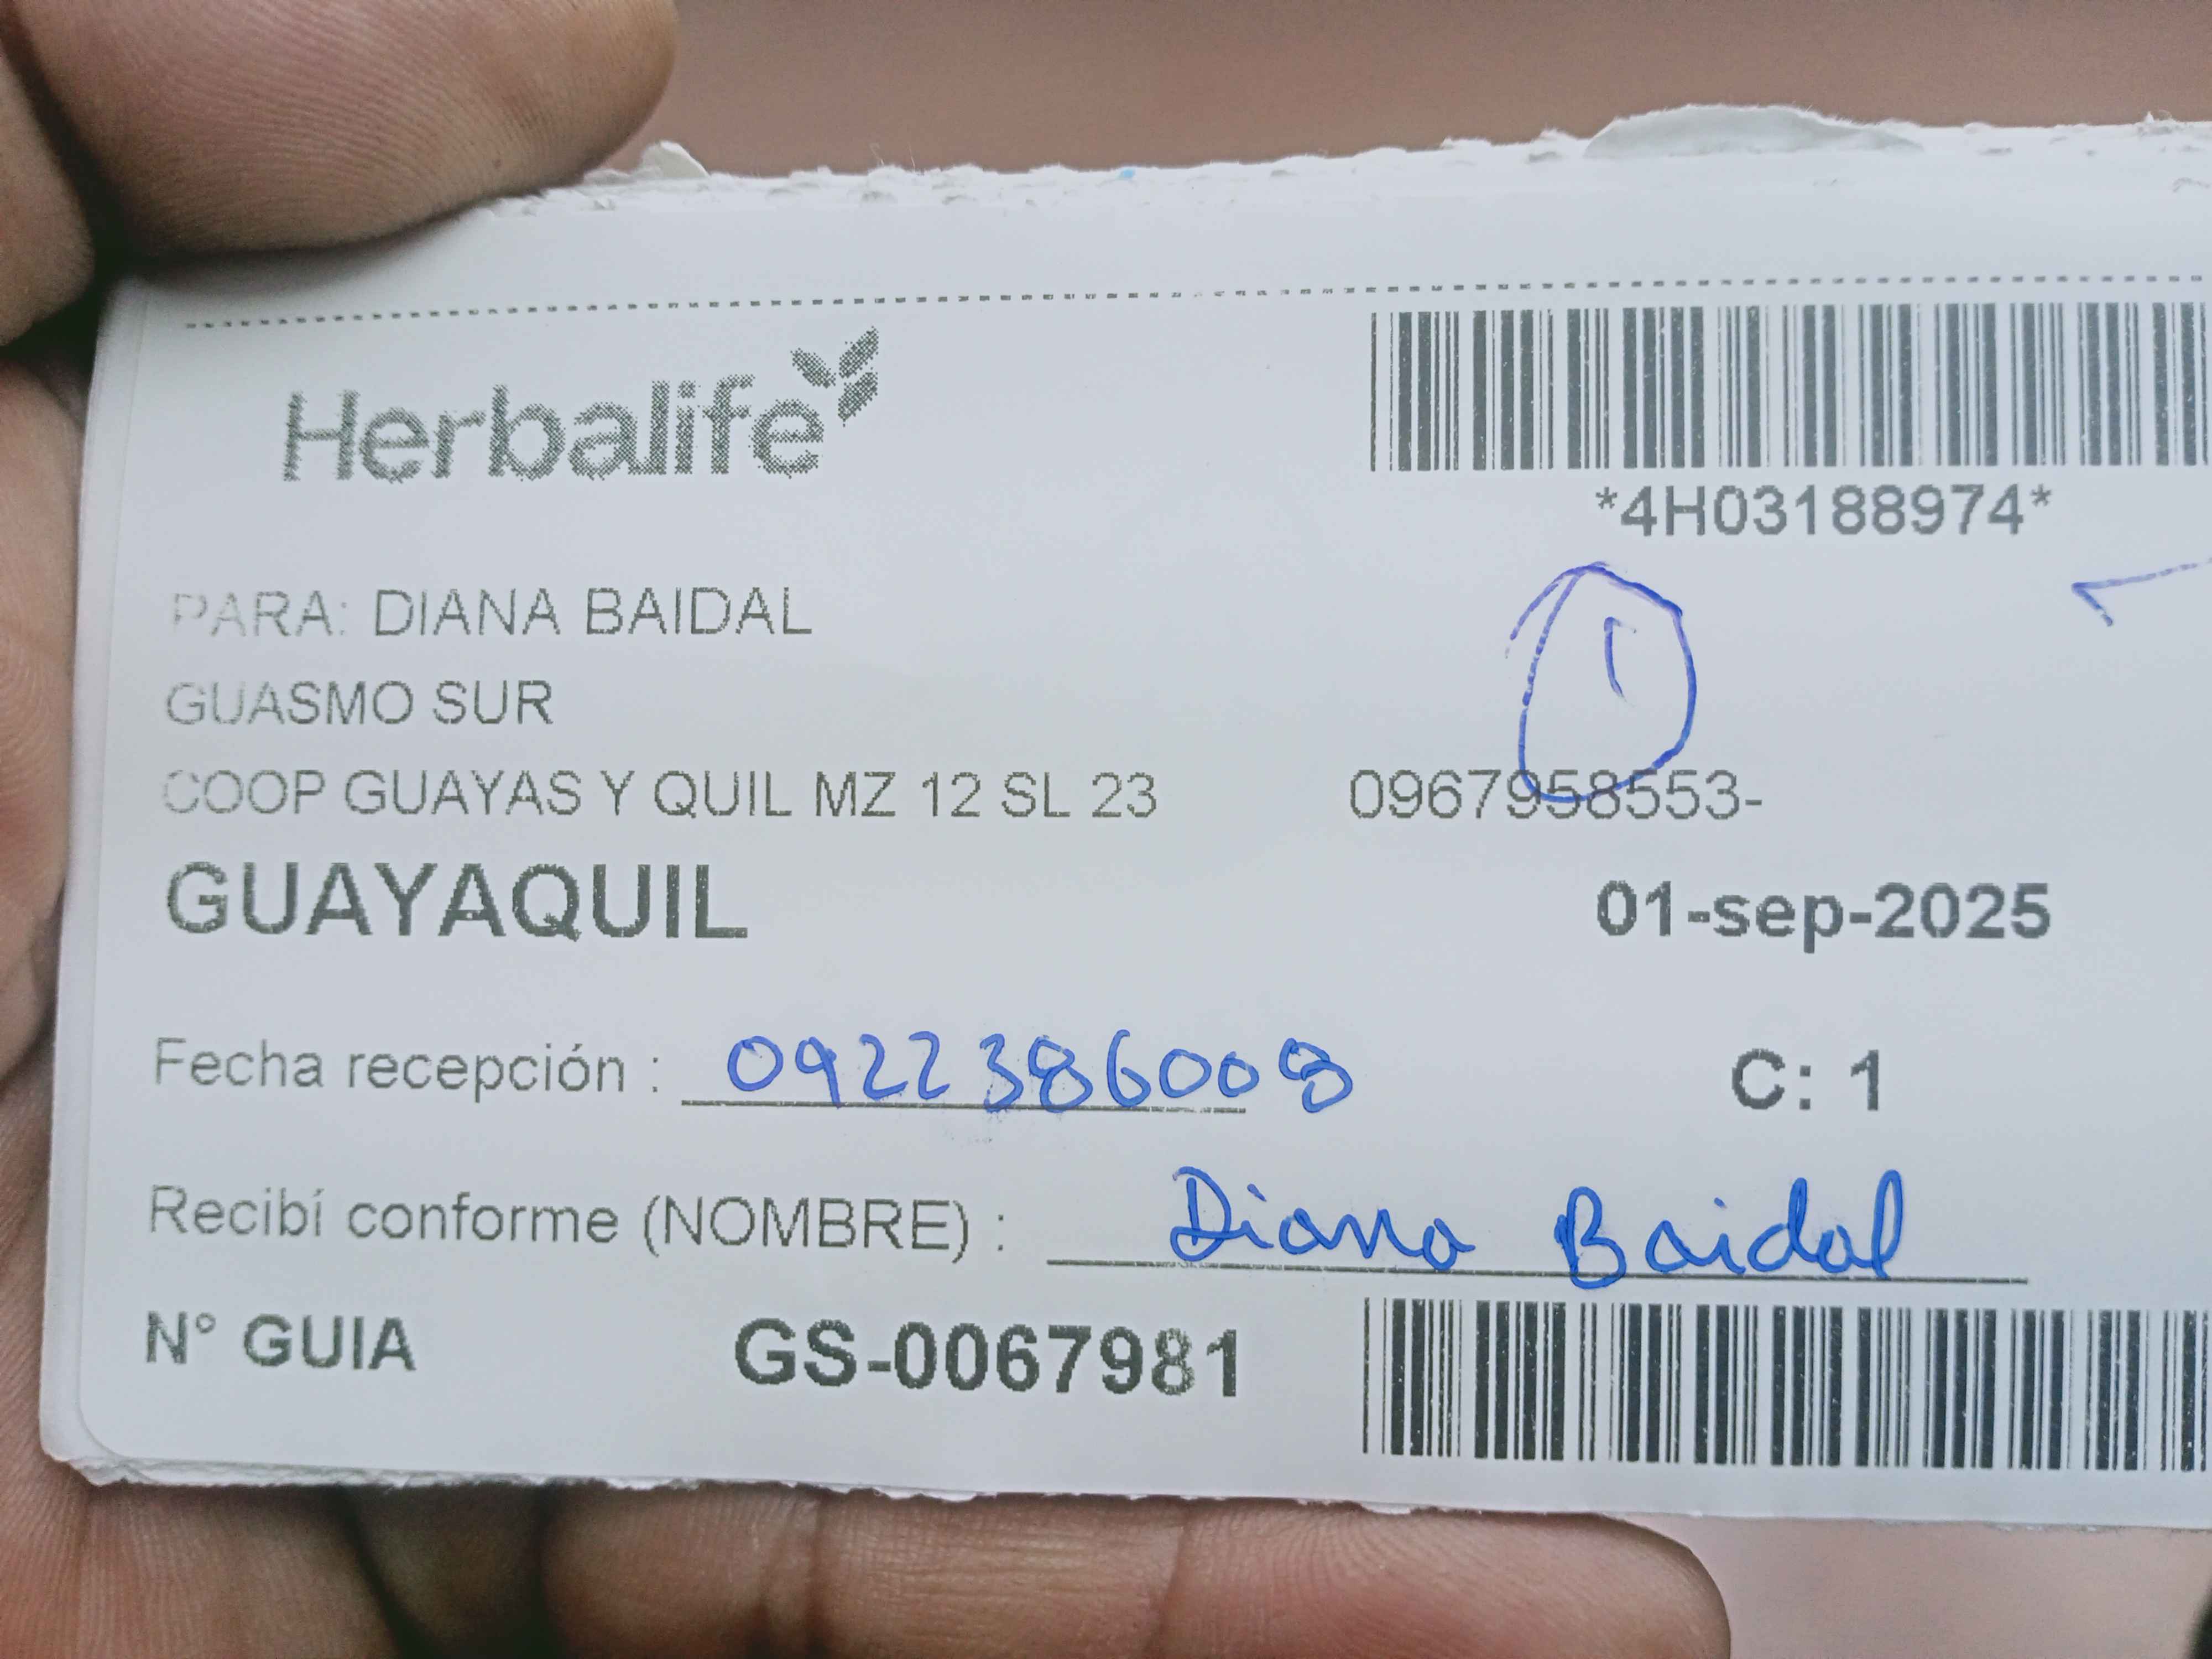 Herbalife
*4H03188974*
1
PARA: DIANA BAIDAL
GUASMO SUR
COOP GUAYAS Y QUIL MZ 12 SL 23 0967958553-
GUAYAQUIL 01-sep-2025
Fecha recepción : 0922386008 C: 1
Recibí conforme (NOMBRE) : Diana Baidal
N° GUIA GS-0067981